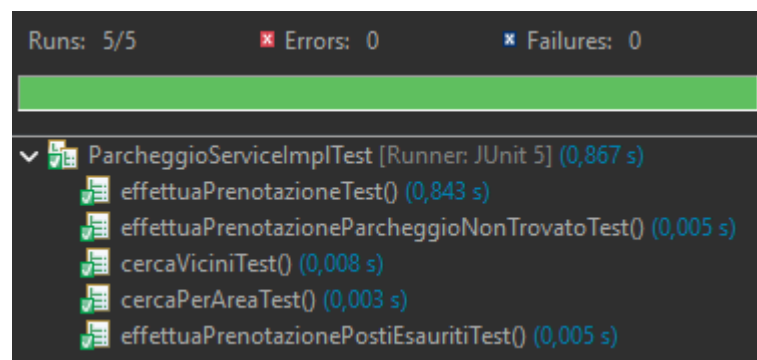 Runs: 5/5 Errors: 0 Failures: 0
ParcheggioServiceImplTest [Runner: JUnit 5] (0,867 s)
effettuaPrenotazioneTest() (0,843 s)
effettuaPrenotazioneParcheggioNonTrovatoTest() (0,005 s)
cercaViciniTest() (0,008 s)
cercaPerAreaTest() (0,003 s)
effettuaPrenotazionePostiEsauritiTest() (0,005 s)